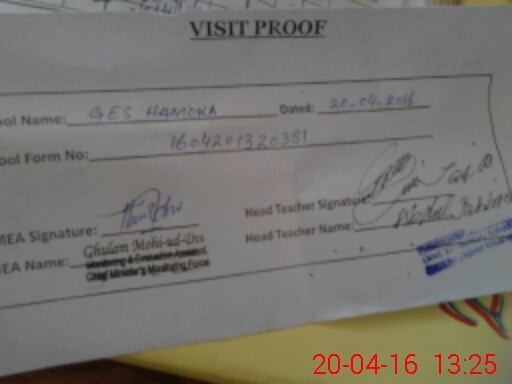 VISIT PROOF
ool Name: GES HAMOKA Dated: 20-04-2016
ool Form No: 1604201320351
MEA Signature:
Head Teacher Signature
EA Name: Ghulam Mohi-ud-Din
Monitoring & Evaluation Assistant
Chief Minister's Monitoring Force
Head Teacher Name:
20-04-16 13:25